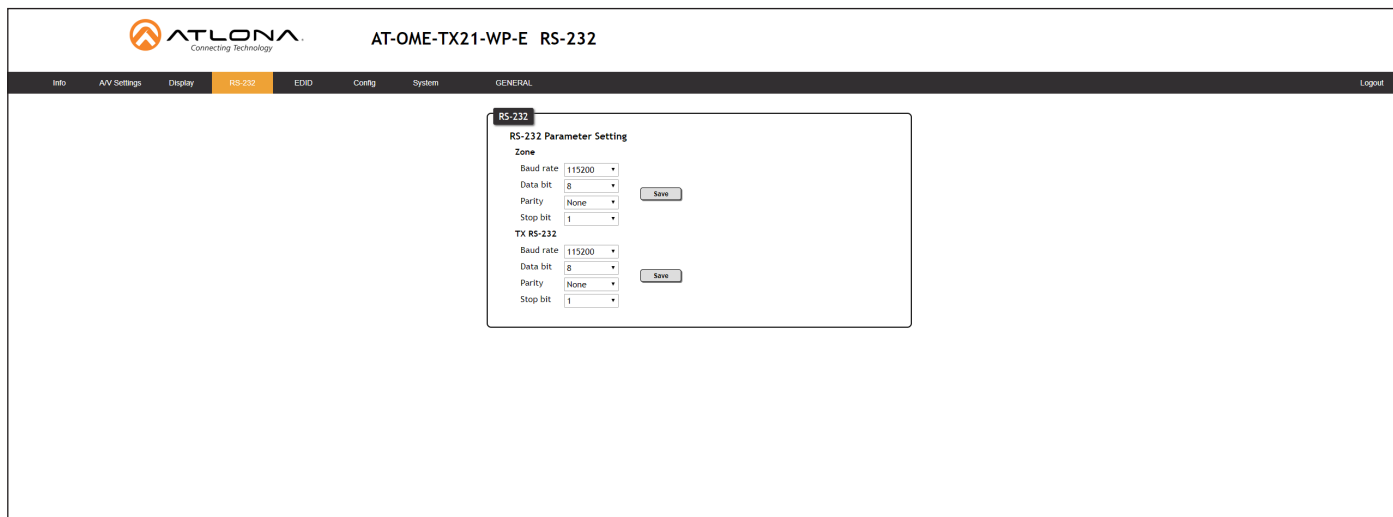 ATLONA.
Connecting Technology
AT-OME-TX21-WP-E RS-232
Info A/V Settings Display RS-232 EDID Config System GENERAL Logout
RS-232
RS-232 Parameter Setting
Zone
Baud rate 115200
Data bit 8
Save
Parity None
Stop bit 1
TX RS-232
Baud rate 115200
Data bit 8
Save
Parity None
Stop bit 1